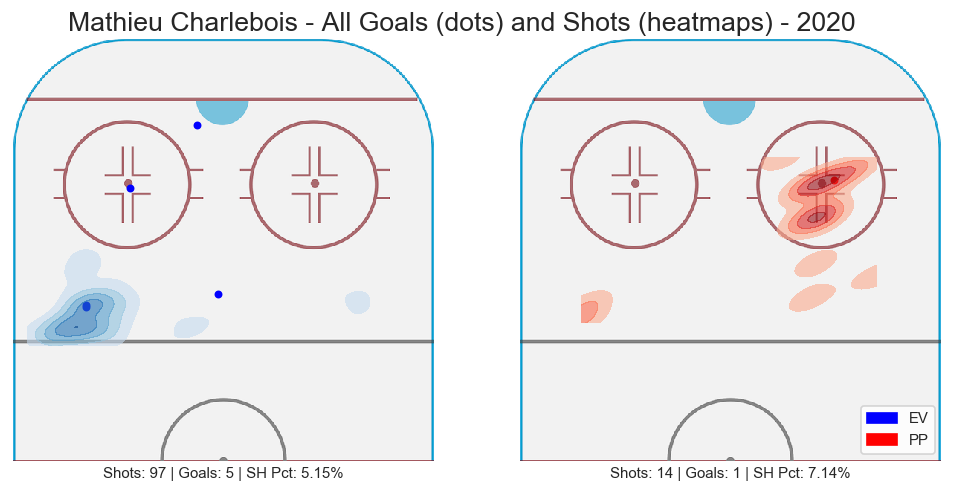 Mathieu Charlebois - All Goals (dots) and Shots (heatmaps) - 2020
EV
PP
Shots: 97 | Goals: 5 | SH Pct: 5.15%
Shots: 14 | Goals: 1 | SH Pct: 7.14%